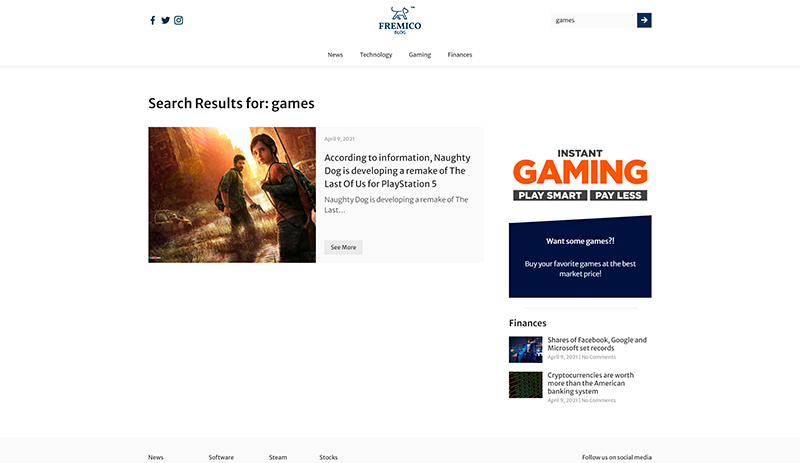 FREMICO
BLOG
games
News Technology Gaming Finances
Search Results for: games
April 9, 2021
According to information, Naughty
Dog is developing a remake of The
Last Of Us for PlayStation 5
Naughty Dog is developing a remake of The
Last...
See More
INSTANT
GAMING
PLAY SMART PAY LESS
Want some games?!
Buy your favorite games at the best
market price!
Finances
Shares of Facebook, Google and
Microsoft set records
April 9, 2021 | No Comments
Cryptocurrencies are worth
more than the American
banking system
April 9, 2021 | No Comments
News Software Steam Stocks Follow us on social media